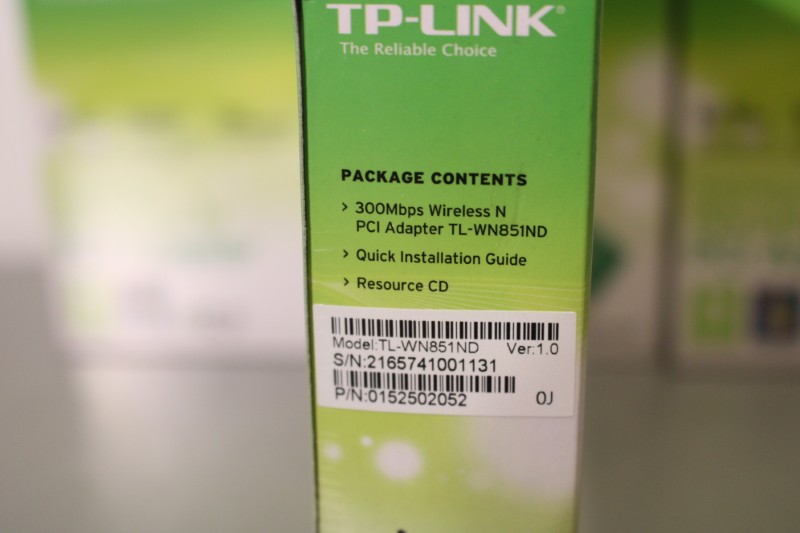 TP-LINK®
The Reliable Choice
PACKAGE CONTENTS
> 300Mbps Wireless N
PCI Adapter TL-WN851ND
> Quick Installation Guide
> Resource CD
Model:TL-WN851ND Ver:1.0
S/N:2165741001131
P/N:0152502052 0J